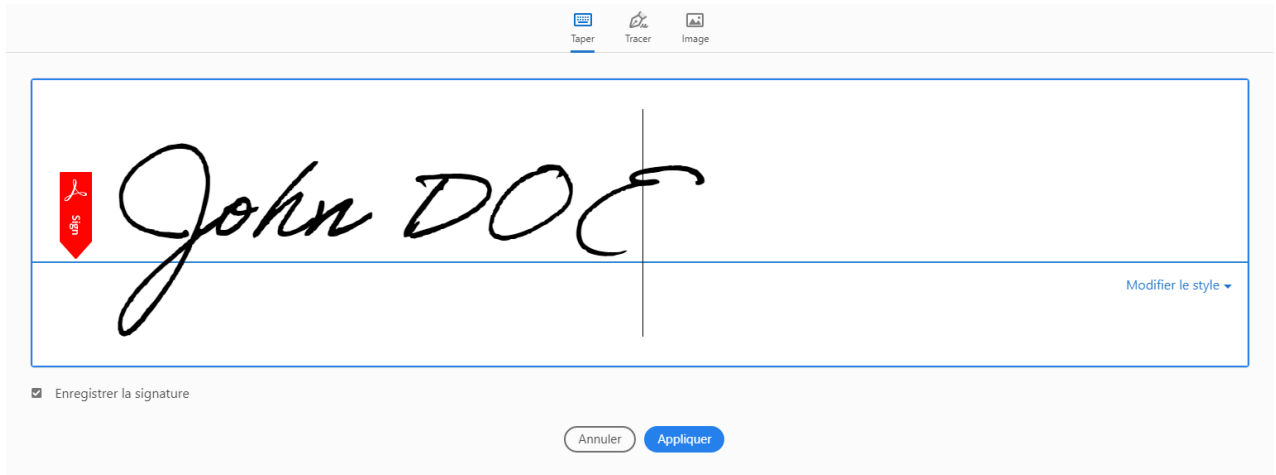 Taper Tracer Image
John DOE
Sign
Modifier le style
Enregistrer la signature
Annuler Appliquer